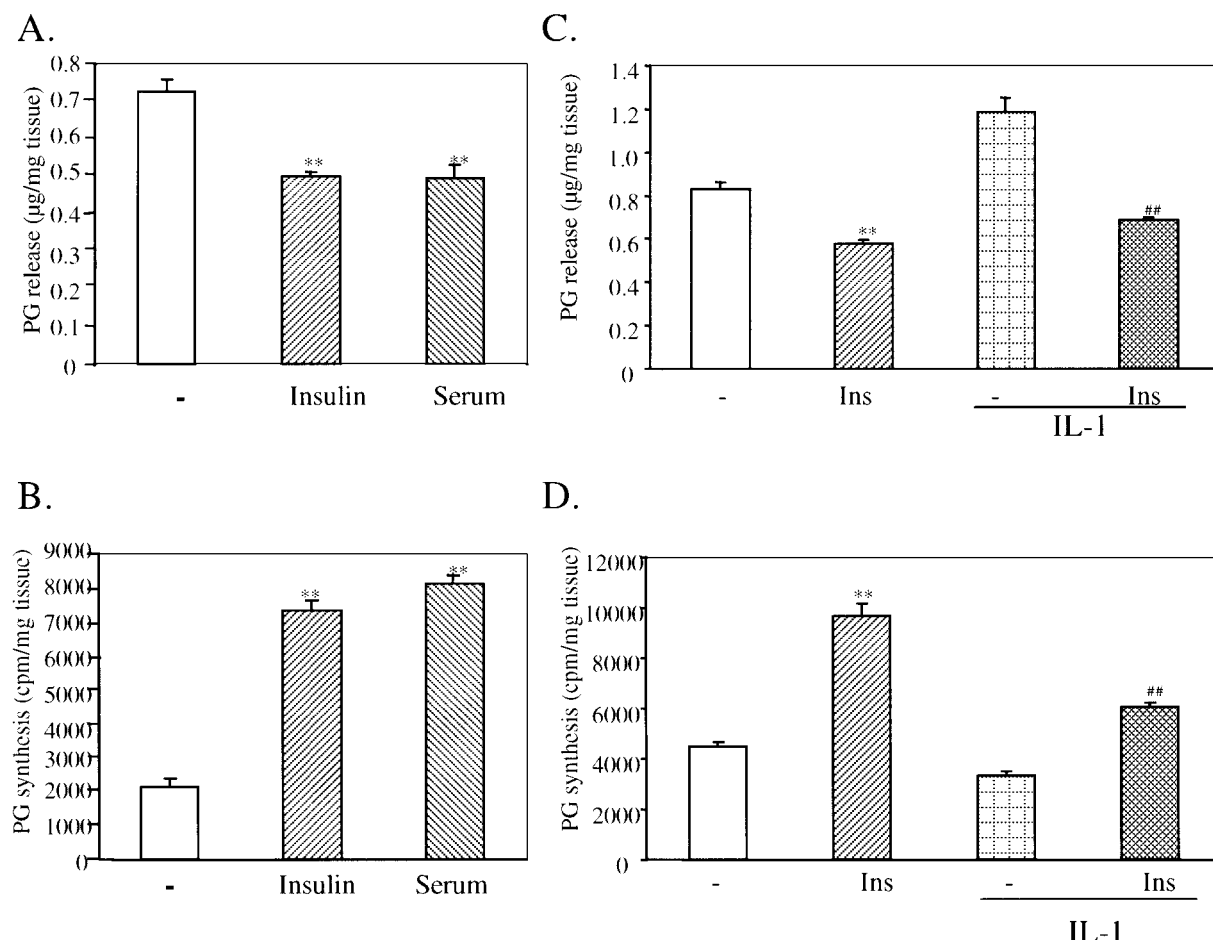 A.
PG release (µg/mg tissue)
0.8
0.7
0.6
0.5
0.4
0.3
0.2
0.1
0
**
**
-
Insulin
Serum
C.
PG release (µg/mg tissue)
1.4
1.2
1.0
0.8
0.6
0.4
0.2
0
**
##
-
Ins
-
Ins
IL-1
B.
PG synthesis (cpm/mg tissue)
9000
8000
7000
6000
5000
4000
3000
2000
1000
0
**
**
-
Insulin
Serum
D.
PG synthesis (cpm/mg tissue)
12000
10000
8000
6000
4000
2000
0
**
##
-
Ins
-
Ins
IL-1